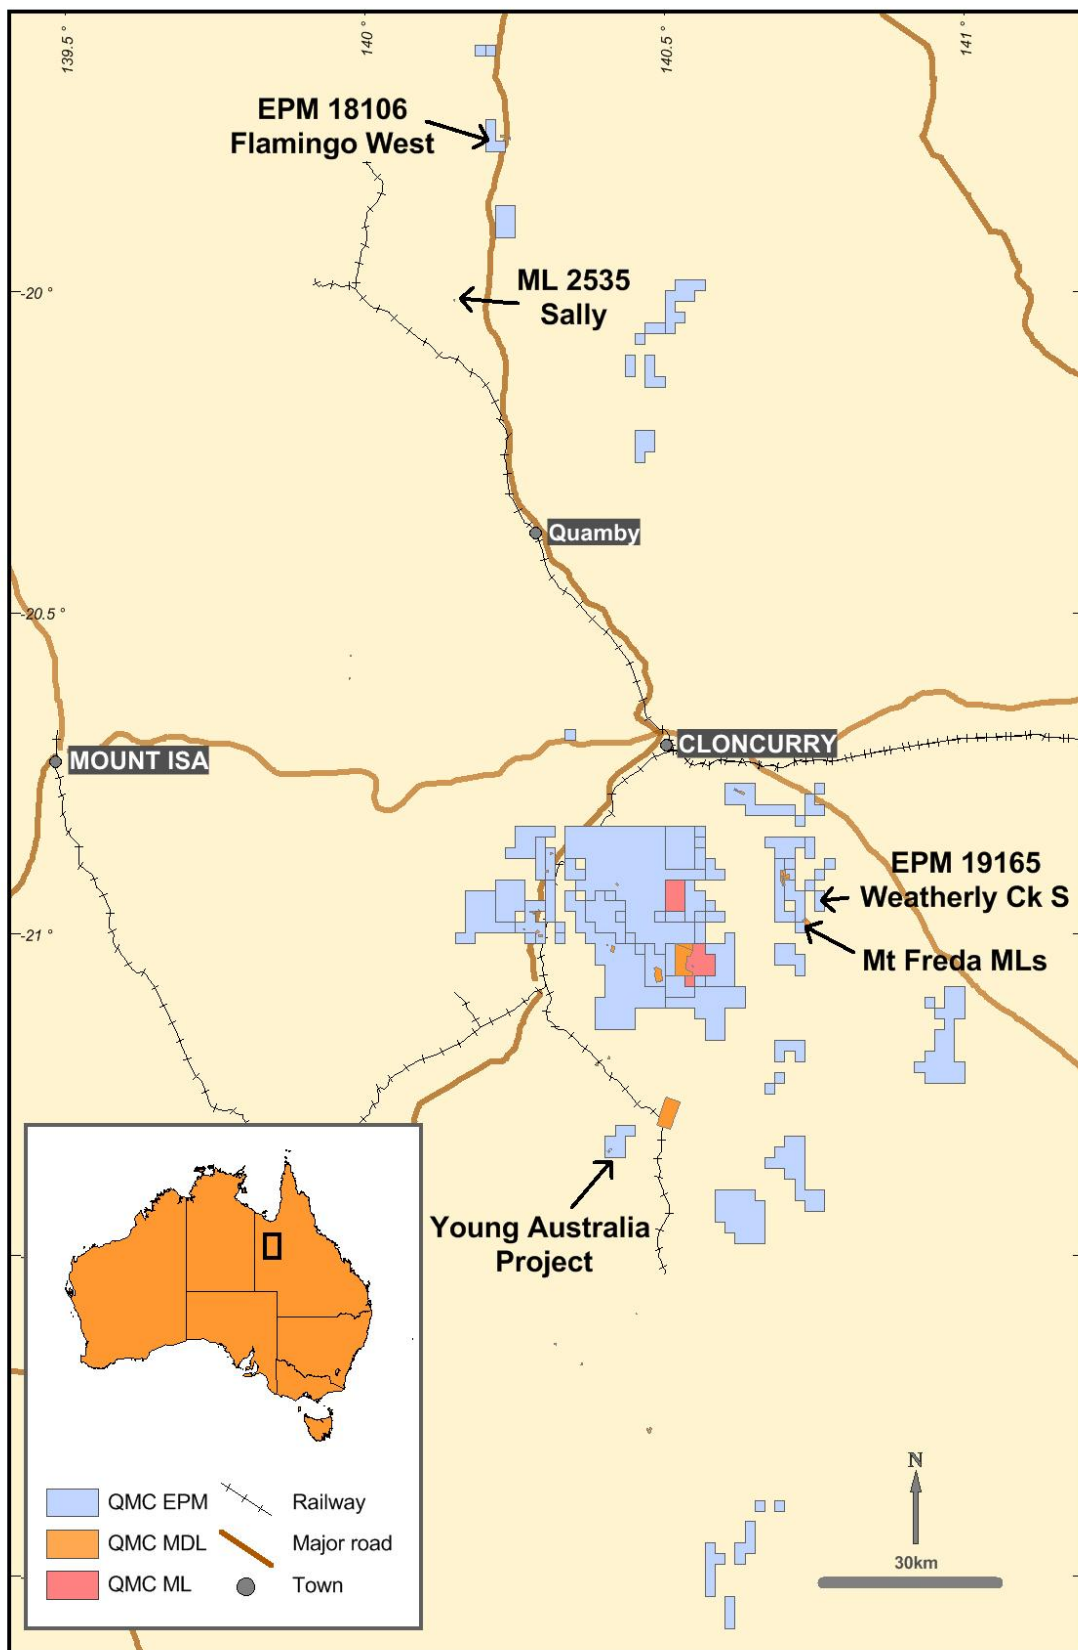 139.5 °
140 °
140.5 °
141 °
EPM 18106
Flamingo West
-20 °
ML 2535
Sally
Quamby
-20.5 °
MOUNT ISA
CLONCURRY
EPM 19165
Weatherly Ck S
-21 °
Mt Freda MLs
Young Australia
Project
QMC EPM
Railway
QMC MDL
Major road
QMC ML
Town
N
30km